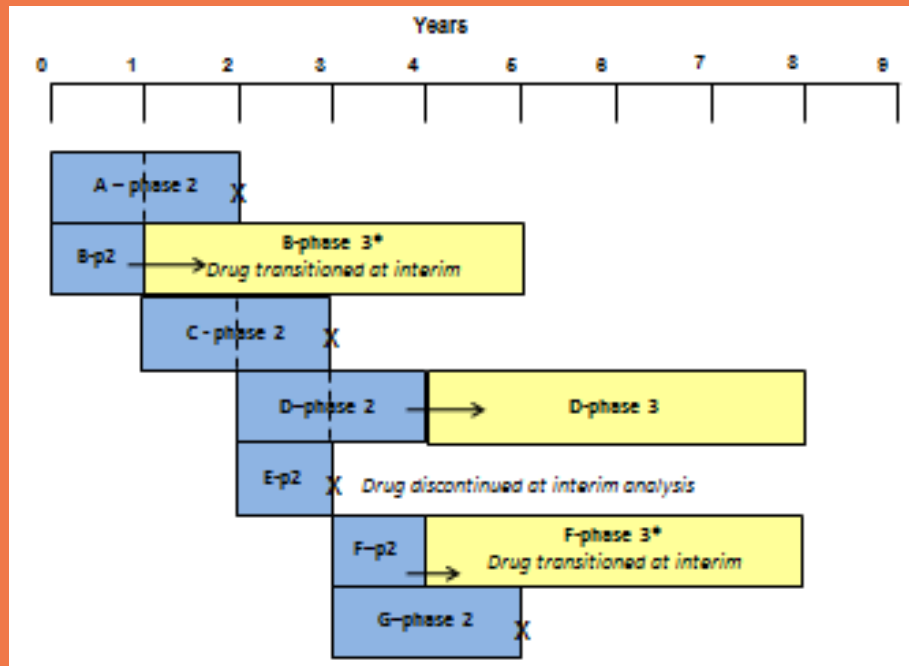 Years
0 1 2 3 4 5 6 7 8 9
A – phase 2
X
B-p2
B-phase 3*
Drug transitioned at interim
C - phase 2
X
D–phase 2
D-phase 3
E-p2
X
Drug discontinued at interim analysis
F–p2
F-phase 3*
Drug transitioned at interim
G–phase 2
X